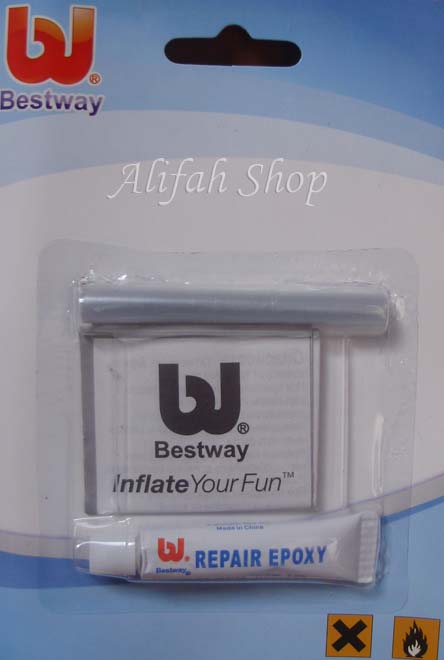 Bestway
Alifah Shop
Bestway
Inflate Your Fun™
Made in China
REPAIR EPOXY
Bestway